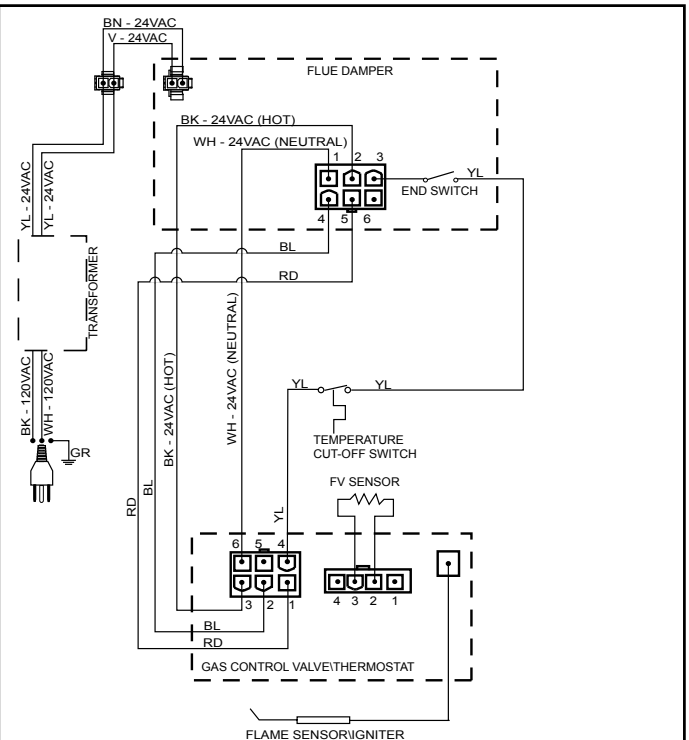 BN - 24VAC
V - 24VAC
FLUE DAMPER
BK - 24VAC (HOT)
WH - 24VAC (NEUTRAL)
1 2 3
YL
END SWITCH
4 5 6
YL - 24VAC
YL - 24VAC
BL
RD
TRANSFORMER
BK - 120VAC
WH - 120VAC
GR
BK - 24VAC (HOT)
WH - 24VAC (NEUTRAL)
YL
YL
TEMPERATURE
CUT-OFF SWITCH
FV SENSOR
RD
BL
YL
6 5 4
3 2 1
4 3 2 1
BL
RD
GAS CONTROL VALVE\THERMOSTAT
FLAME SENSOR\IGNITER